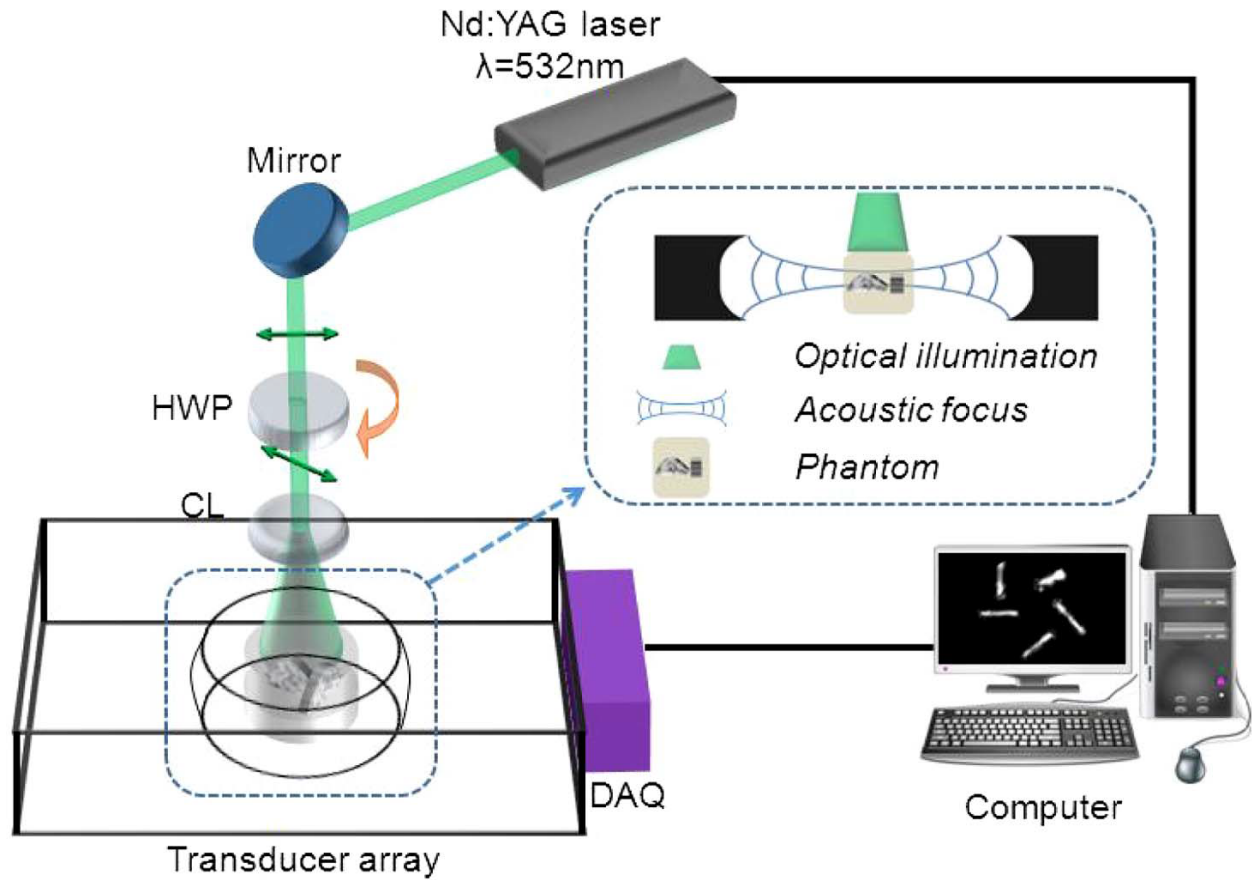 Nd:YAG laser
λ=532nm
Mirror
HWP
CL
Optical illumination
Acoustic focus
Phantom
DAQ
Computer
Transducer array